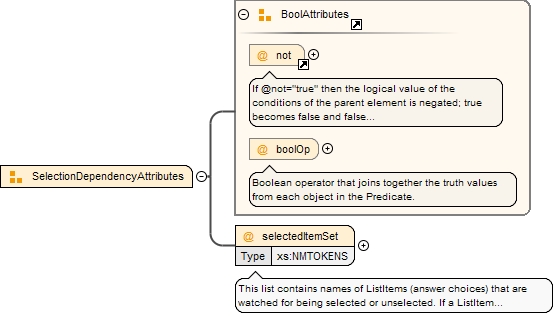 BoolAttributes
@ not
If @not="true" then the logical value of the
conditions of the parent element is negated; true
becomes false and false...
@ boolOp
Boolean operator that joins together the truth values
from each object in the Predicate.
SelectionDependencyAttributes
@ selectedItemSet
Type xs:NMTOKENS
This list contains names of ListItems (answer choices) that are
watched for being selected or unselected. If a ListItem...